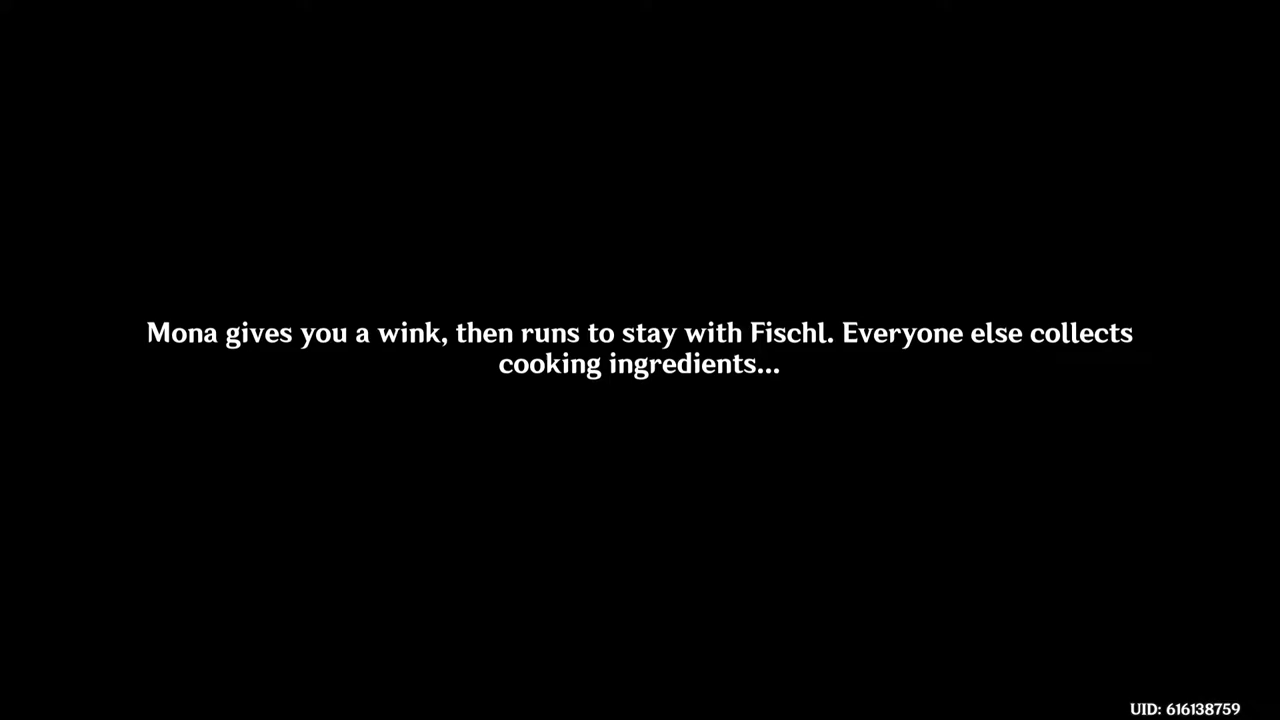 Mona gives you a wink, then runs to stay with Fischl. Everyone else collects
cooking ingredients...
UID: 616138759